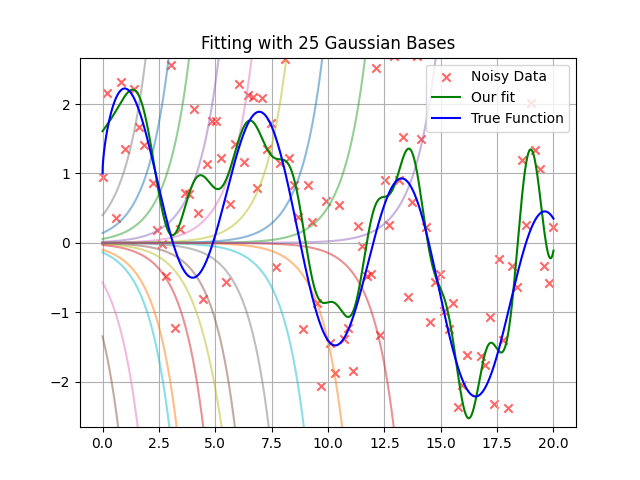 Fitting with 25 Gaussian Bases
Noisy Data
Our fit
True Function
2
1
0
−1
−2
0.0 2.5 5.0 7.5 10.0 12.5 15.0 17.5 20.0